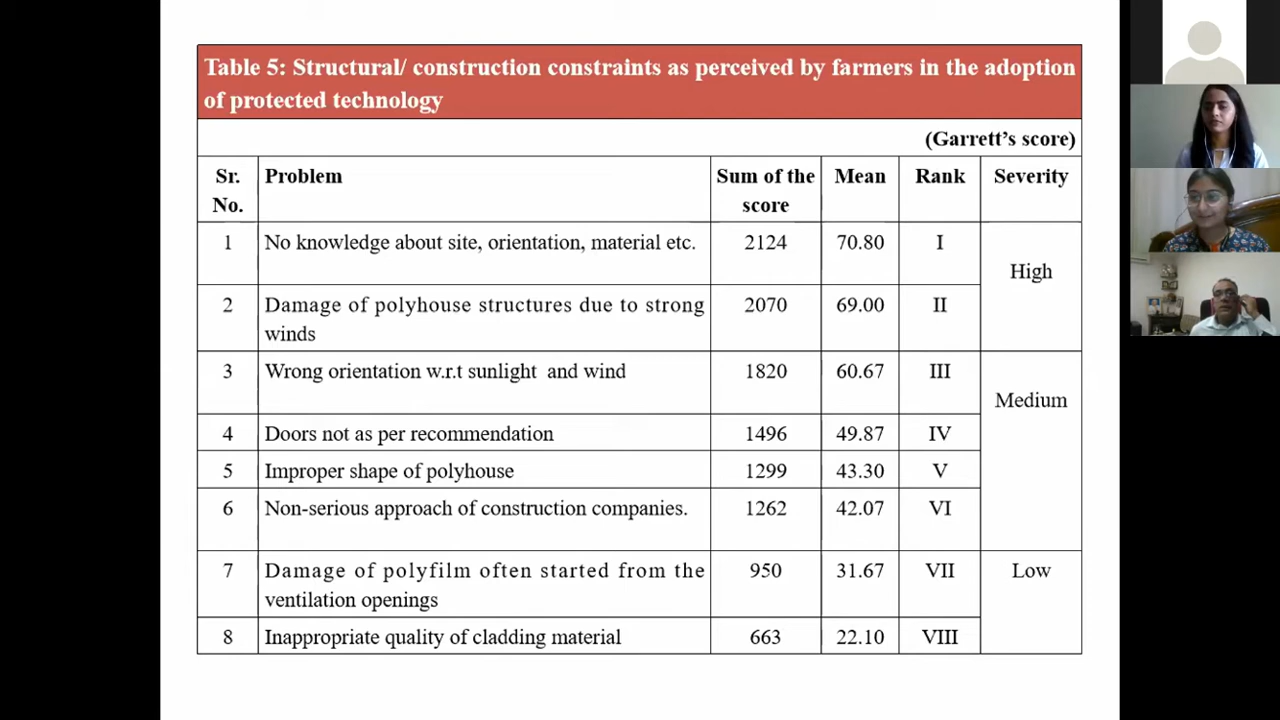 Table 5: Structural/ construction constraints as perceived by farmers in the adoption
of protected technology
(Garrett's score)
Sr. No. Problem Sum of the score Mean Rank Severity
1 No knowledge about site, orientation, material etc. 2124 70.80 I High
2 Damage of polyhouse structures due to strong winds 2070 69.00 II
3 Wrong orientation w.r.t sunlight and wind 1820 60.67 III Medium
4 Doors not as per recommendation 1496 49.87 IV
5 Improper shape of polyhouse 1299 43.30 V
6 Non-serious approach of construction companies. 1262 42.07 VI
7 Damage of polyfilm often started from the ventilation openings 950 31.67 VII Low
8 Inappropriate quality of cladding material 663 22.10 VIII